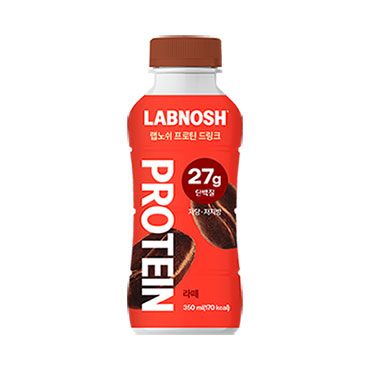 LABNOSH®
랩노쉬 프로틴 드링크
PROTEIN
27g
단백질
저당·저지방
라떼
350 ml(170 kcal)